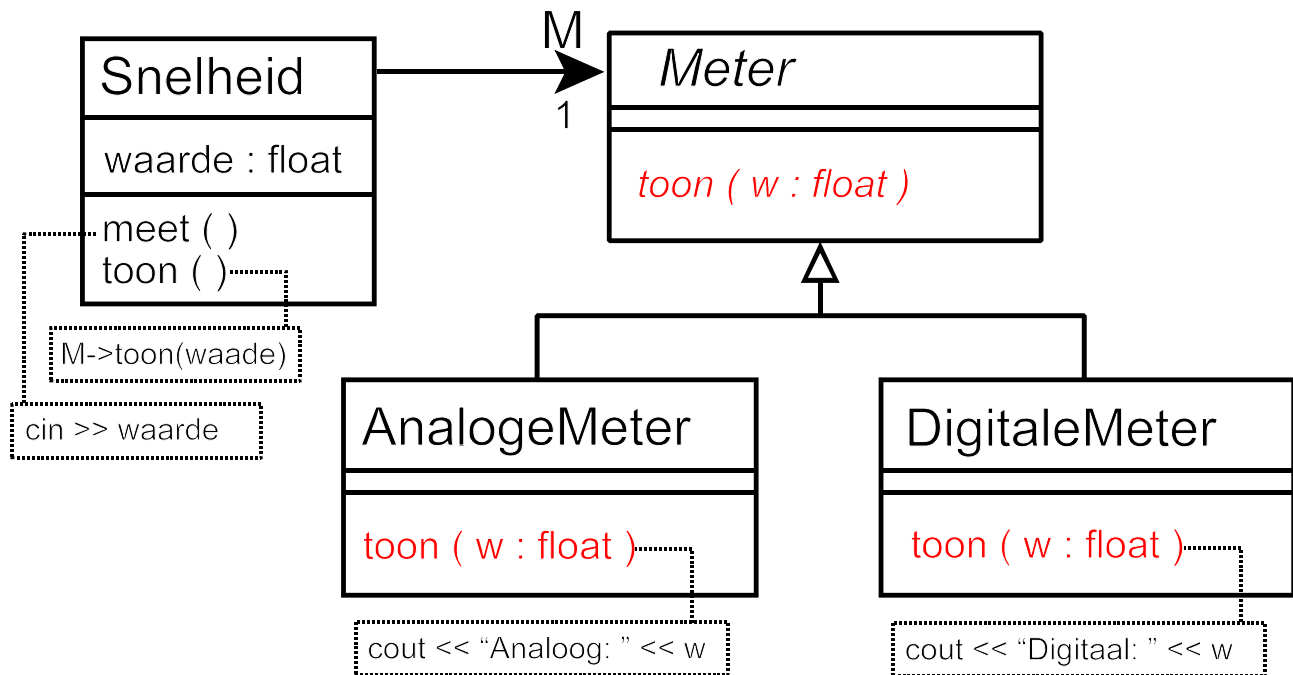 Snelheid
waarde : float
meet ( )
toon ( )
M->toon(waade)
cin >> waarde
M
1
Meter
toon ( w : float )
AnalogeMeter
toon ( w : float )
cout << “Analoog: ” << w
DigitaleMeter
toon ( w : float )
cout << “Digitaal: ” << w